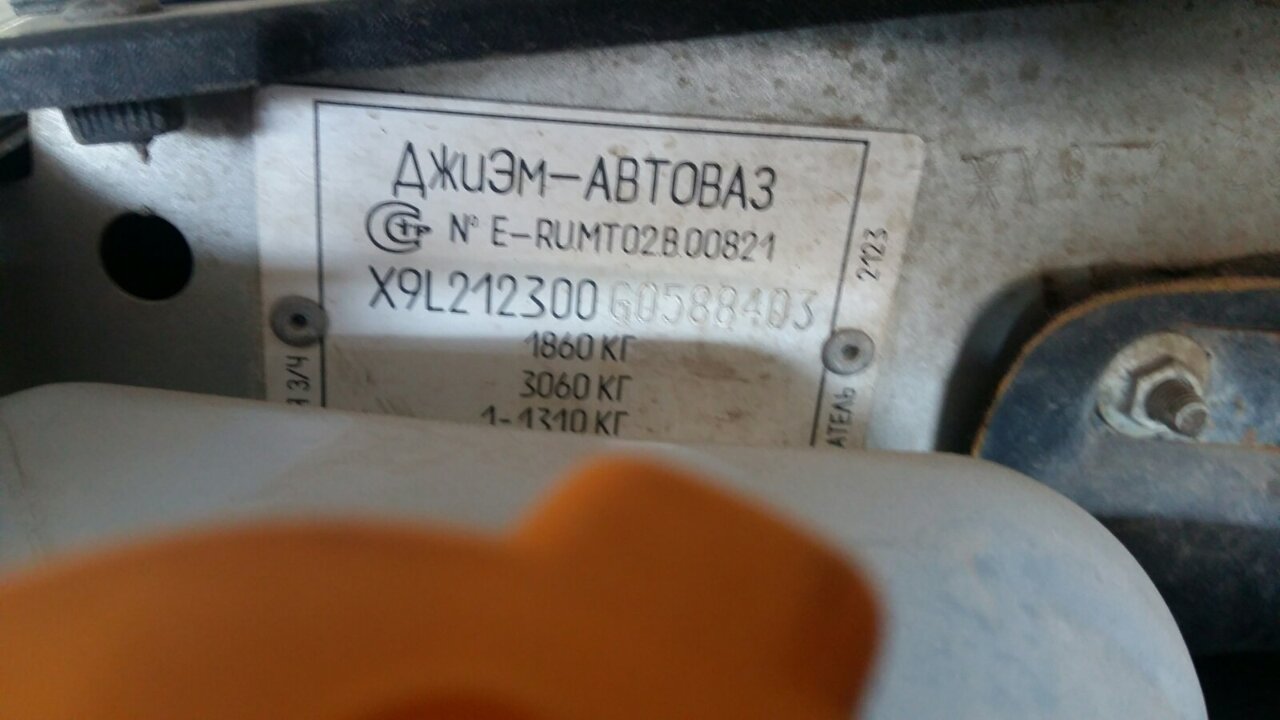 ДЖИЭМ-АВТОВАЗ
№ E-RU.MT02.B.00821
X9L212300G0588403
1860 КГ
3060 КГ
1-1310 КГ
2123
З/Ч